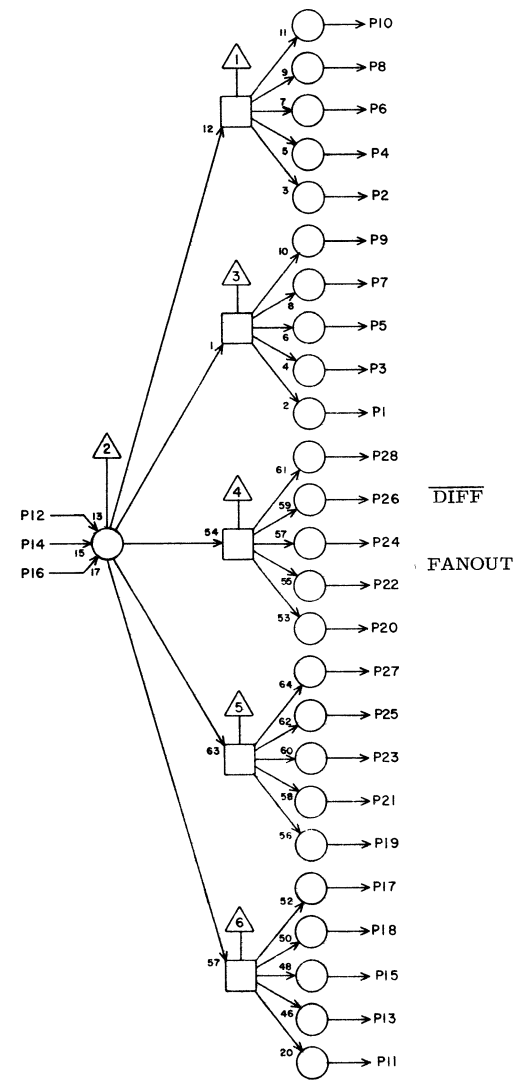 11 P10
1
9 P8
7 P6
12
5 P4
3 P2
10 P9
3
8 P7
6 P5
1
4 P3
2 P1
2
61 P28
4
59 P26 DIFF
P12 13
54 57 P24
P14 15
55 P22 FANOUT
P16 17
53 P20
64 P27
5
62 P25
63
60 P23
58 P21
56 P19
52 P17
6
50 P18
57
48 P15
46 P13
20 P11